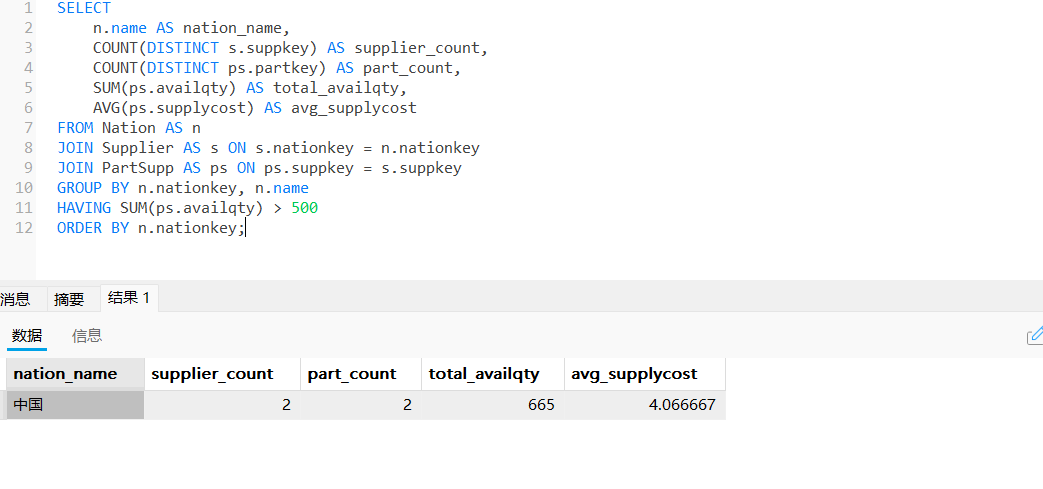 1 SELECT
2 n.name AS nation_name,
3 COUNT(DISTINCT s.suppkey) AS supplier_count,
4 COUNT(DISTINCT ps.partkey) AS part_count,
5 SUM(ps.availqty) AS total_availqty,
6 AVG(ps.supplycost) AS avg_supplycost
7 FROM Nation AS n
8 JOIN Supplier AS s ON s.nationkey = n.nationkey
9 JOIN PartSupp AS ps ON ps.suppkey = s.suppkey
10 GROUP BY n.nationkey, n.name
11 HAVING SUM(ps.availqty) > 500
12 ORDER BY n.nationkey;
消息 摘要 结果 1
数据 信息
nation_name supplier_count part_count total_availqty avg_supplycost
中国 2 2 665 4.066667